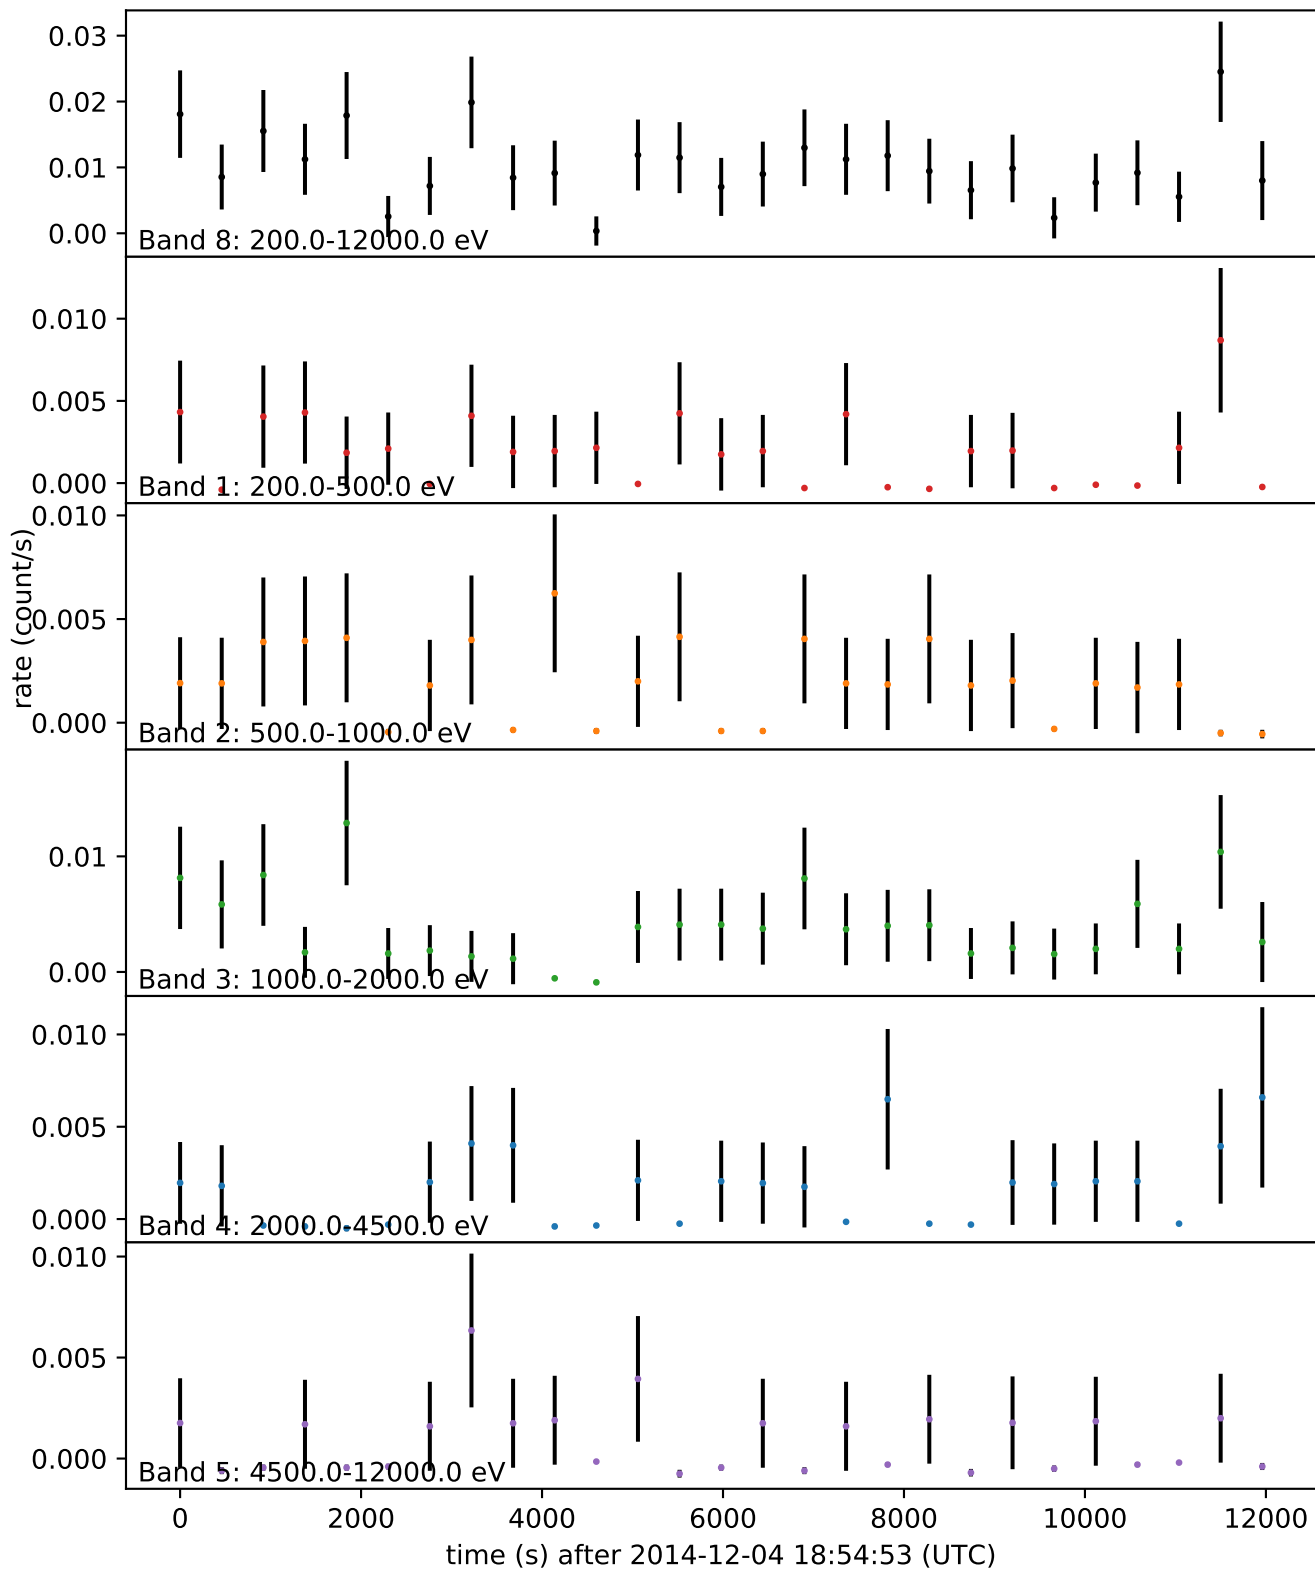 0.03
0.02
0.01
0.00
Band 8: 200.0-12000.0 eV
0.010
0.005
0.000
Band 1: 200.0-500.0 eV
0.010
0.005
0.000
Band 2: 500.0-1000.0 eV
rate (count/s)
0.01
0.00
Band 3: 1000.0-2000.0 eV
0.010
0.005
0.000
Band 4: 2000.0-4500.0 eV
0.010
0.005
0.000
Band 5: 4500.0-12000.0 eV
0 2000 4000 6000 8000 10000 12000
time (s) after 2014-12-04 18:54:53 (UTC)